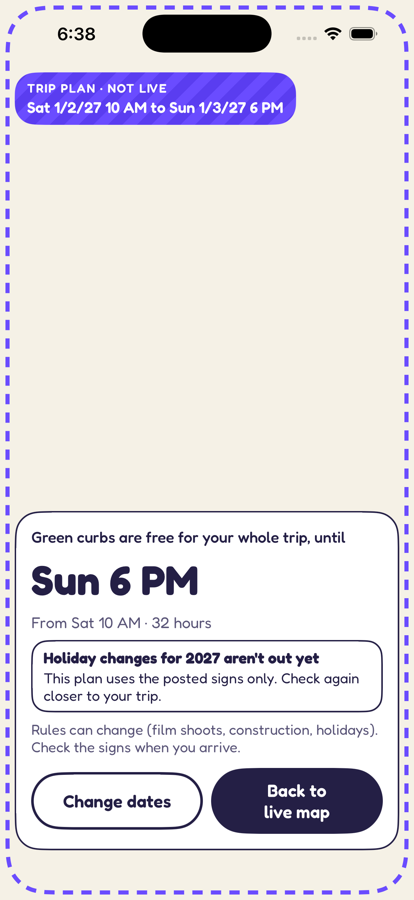 6:38
TRIP PLAN · NOT LIVE
Sat 1/2/27 10 AM to Sun 1/3/27 6 PM
Green curbs are free for your whole trip, until
Sun 6 PM
From Sat 10 AM · 32 hours
Holiday changes for 2027 aren't out yet
This plan uses the posted signs only. Check again
closer to your trip.
Rules can change (film shoots, construction, holidays).
Check the signs when you arrive.
Change dates
Back to
live map